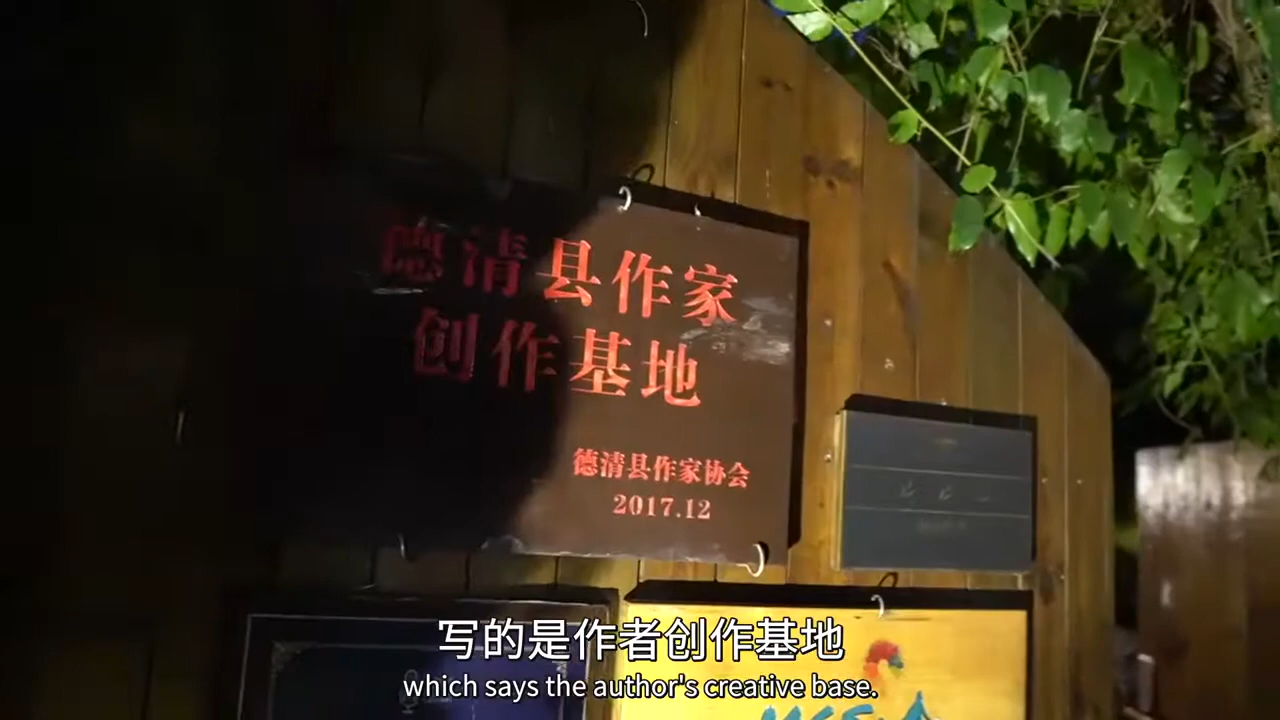 德清县作家
创作基地
德清县作家协会
2017.12
写的是作者创作基地
which says the author's creative base.